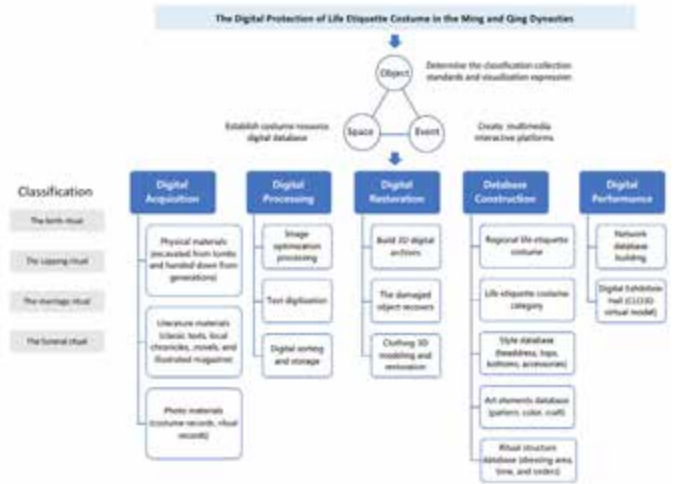 The Digital Protection of Life Etiquette Costume in the Ming and Qing Dynasties
Object
Determine the classification collection
standards and visualization expression
Establish costume resource
digital database
Space
Event
Create multimedia
interactive platforms
Classification
The birth ritual
The capping ritual
The marriage ritual
The funeral ritual
Digital
Acquisition
Physical materials
(excavated from tombs
and handed down from
generations)
Literature materials
(classic texts, local
chronicles, novels, and
illustrated magazines
Photo materials
(costume records, ritual
records)
Digital
Processing
Image
optimization
processing
Text digitization
Digital sorting
and storage
Digital
Restoration
Build 3D digital
archives
The damaged
object recovers
Clothing 3D
modeling and
restoration
Database
Construction
Regional life etiquette
costume
Life etiquette costume
category
Style database
(headdress, tops,
bottoms, accessories)
Art elements database
(pattern, color, craft)
Ritual structure
database (dressing area,
time, and orders)
Digital
Performance
Network
database
building
Digital Exhibition
hall (CLO3D
virtual model)